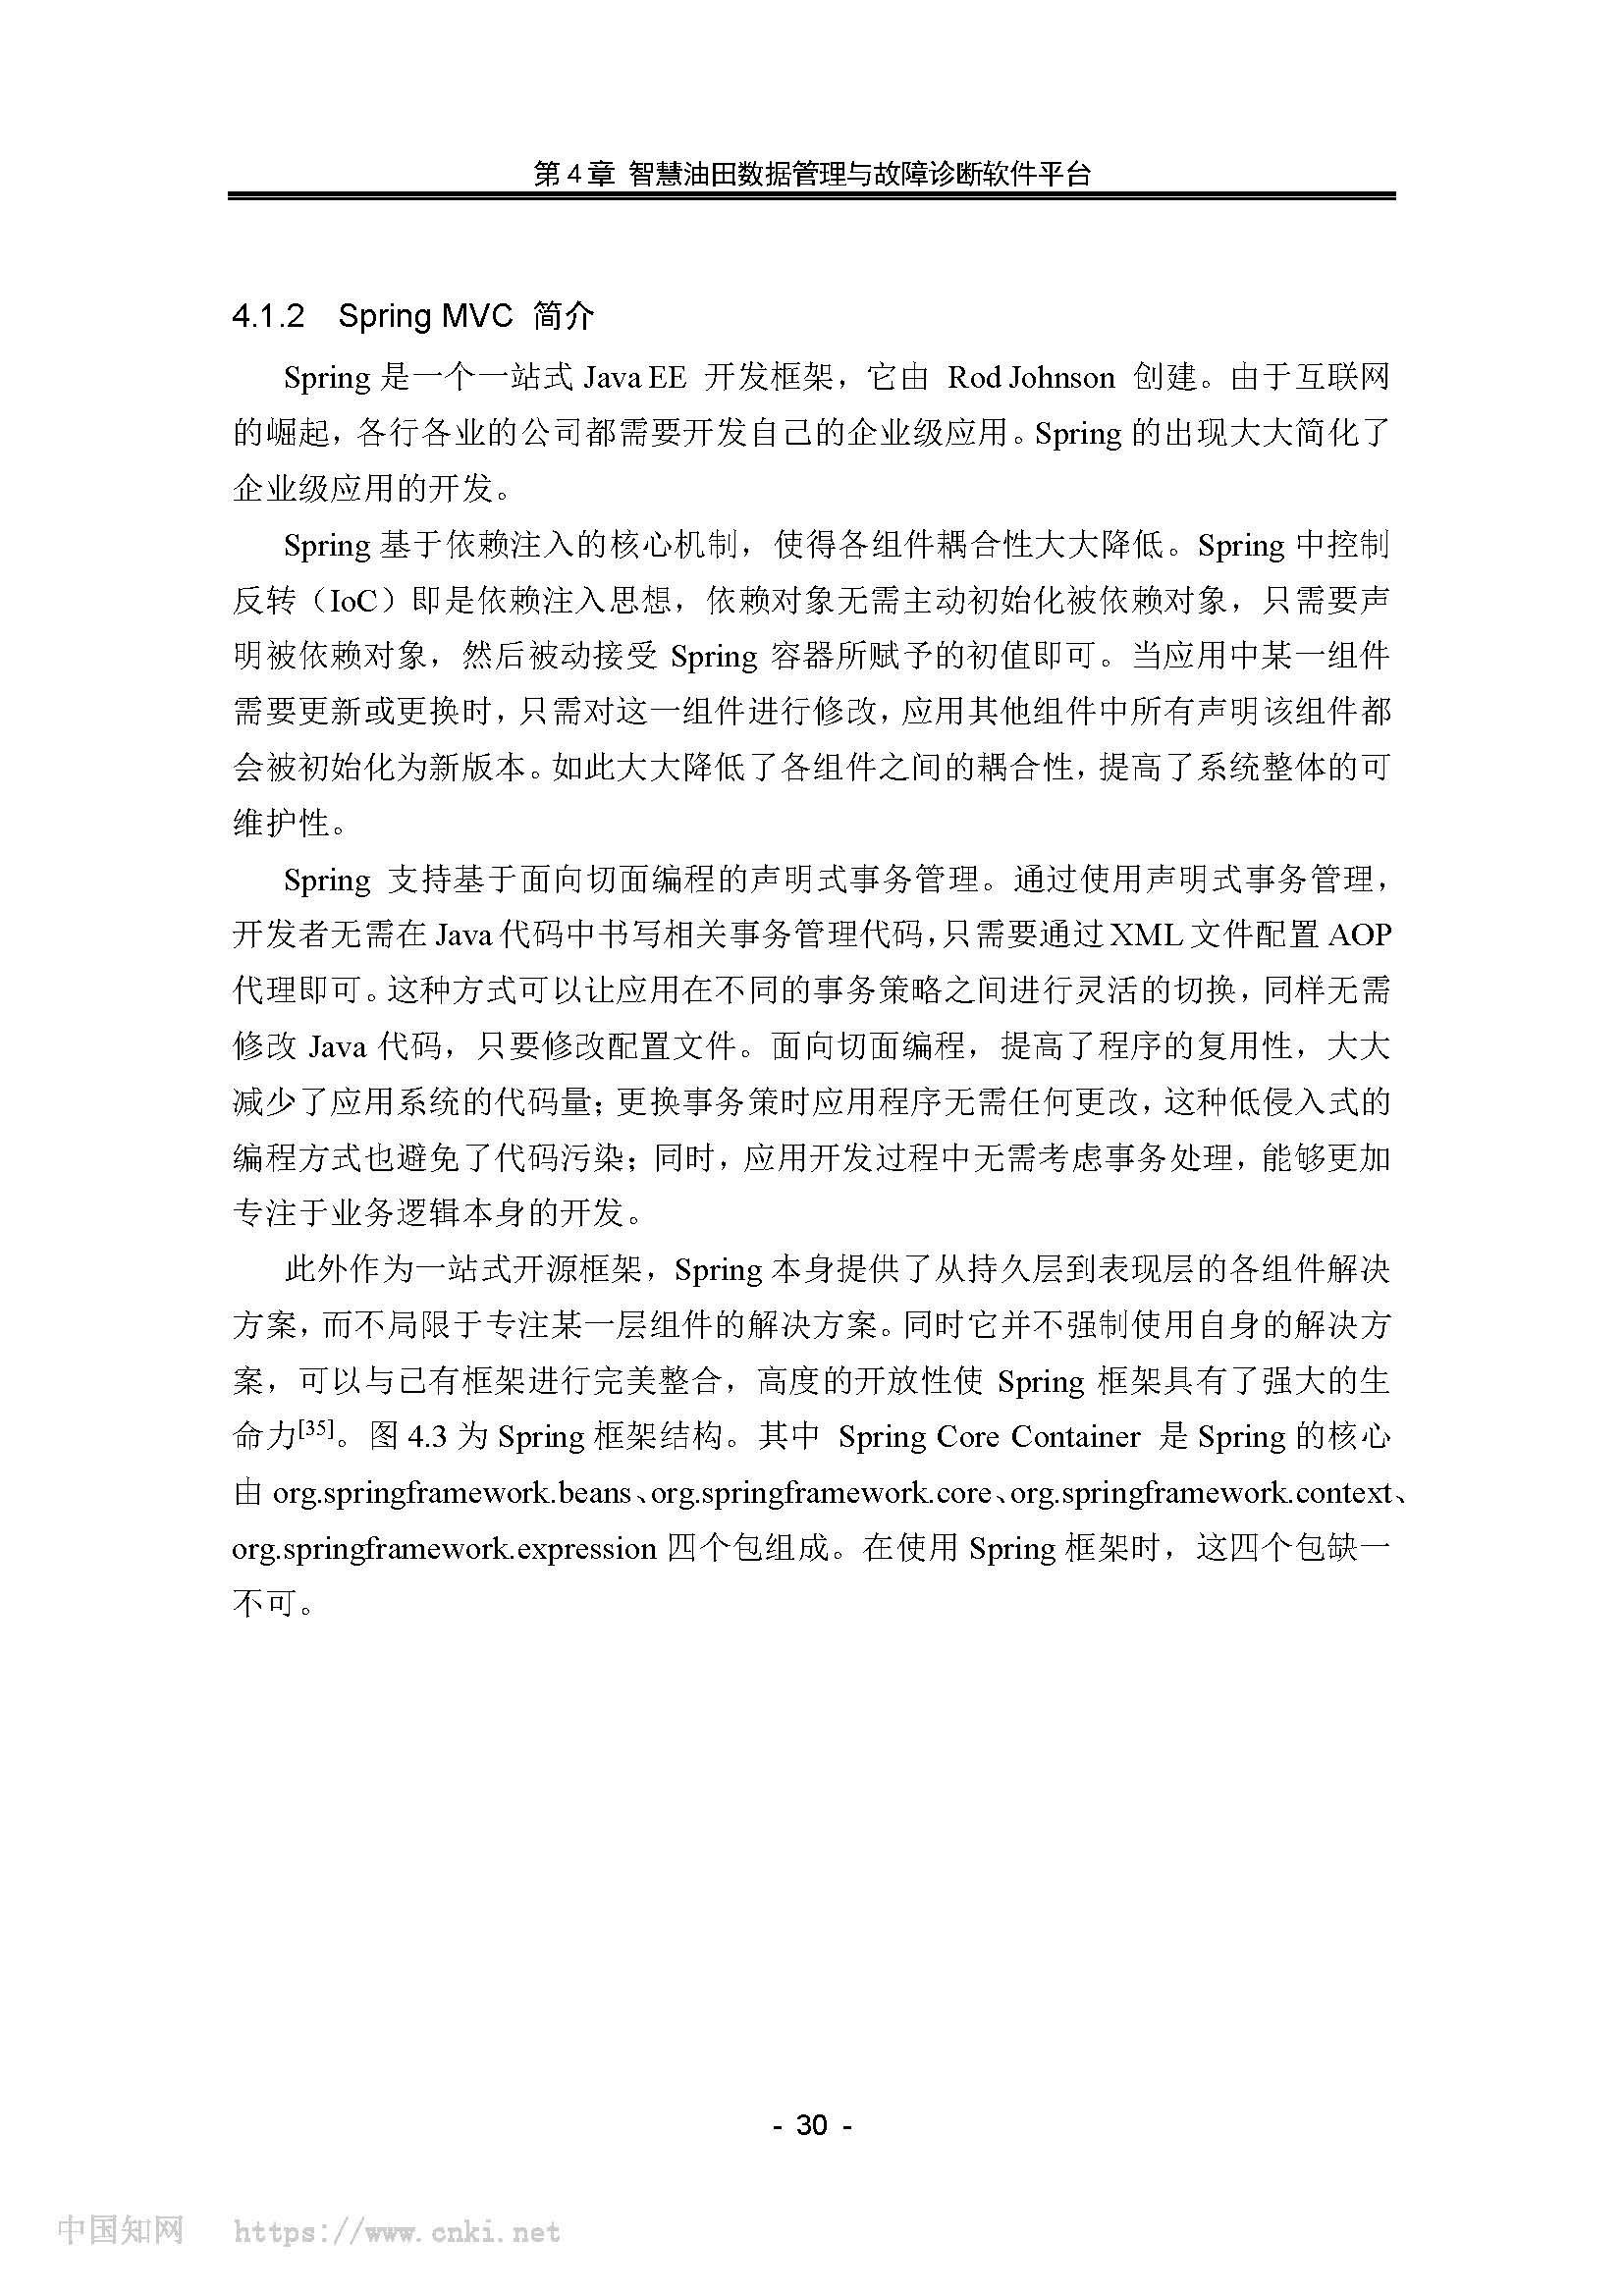 第 4 章 智慧油田数据管理与故障诊断软件平台
4.1.2 Spring MVC 简介
Spring 是一个一站式 Java EE 开发框架，它由 Rod Johnson 创建。由于互联网
的崛起，各行各业的公司都需要开发自己的企业级应用。Spring 的出现大大简化了
企业级应用的开发。
Spring 基于依赖注入的核心机制，使得各组件耦合性大大降低。Spring 中控制
反转（IoC）即是依赖注入思想，依赖对象无需主动初始化被依赖对象，只需要声
明被依赖对象，然后被动接受 Spring 容器所赋予的初值即可。当应用中某一组件
需要更新或更换时，只需对这一组件进行修改，应用其他组件中所有声明该组件都
会被初始化为新版本。如此大大降低了各组件之间的耦合性，提高了系统整体的可
维护性。
Spring 支持基于面向切面编程的声明式事务管理。通过使用声明式事务管理，
开发者无需在 Java 代码中书写相关事务管理代码，只需要通过 XML 文件配置 AOP
代理即可。这种方式可以让应用在不同的事务策略之间进行灵活的切换，同样无需
修改 Java 代码，只要修改配置文件。面向切面编程，提高了程序的复用性，大大
减少了应用系统的代码量；更换事务策时应用程序无需任何更改，这种低侵入式的
编程方式也避免了代码污染；同时，应用开发过程中无需考虑事务处理，能够更加
专注于业务逻辑本身的开发。
此外作为一站式开源框架，Spring 本身提供了从持久层到表现层的各组件解决
方案，而不局限于专注某一层组件的解决方案。同时它并不强制使用自身的解决方
案，可以与已有框架进行完美整合，高度的开放性使 Spring 框架具有了强大的生
命力[35]。图 4.3 为 Spring 框架结构。其中 Spring Core Container 是 Spring 的核心
由 org.springframework.beans、org.springframework.core、org.springframework.context、
org.springframework.expression 四个包组成。在使用 Spring 框架时，这四个包缺一
不可。
- 30 -
中国知网 https://www.cnki.net